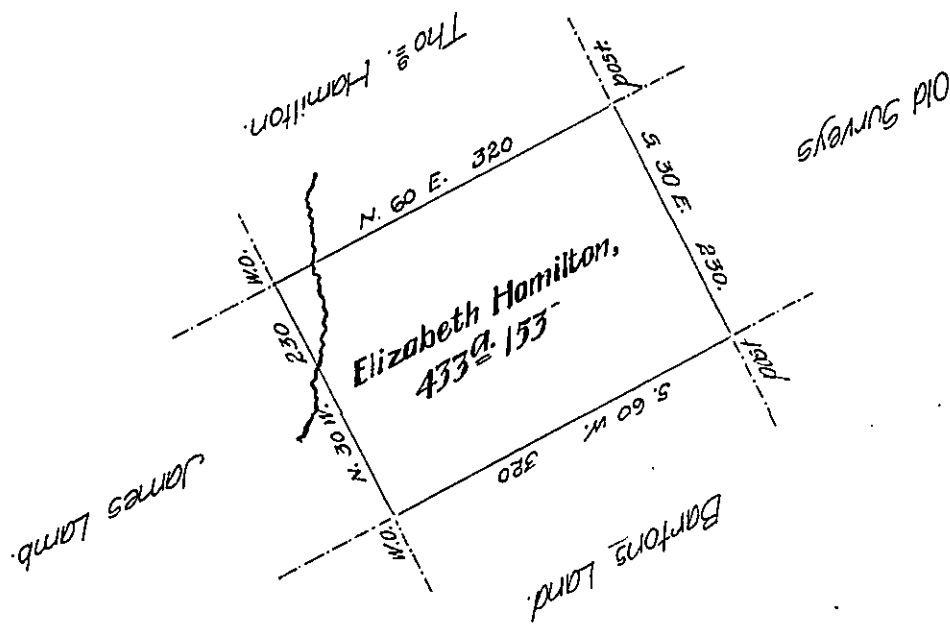 Thos. Hamilton.
Old Surveys
post.
N. 60 E. 320
S 30 E. 230.
W.O.
230
N. 30 W.
Elizabeth Hamilton,
433a. 153
S. 60 W.
320
post
James Lamb.
W.O.
Bartons Land.